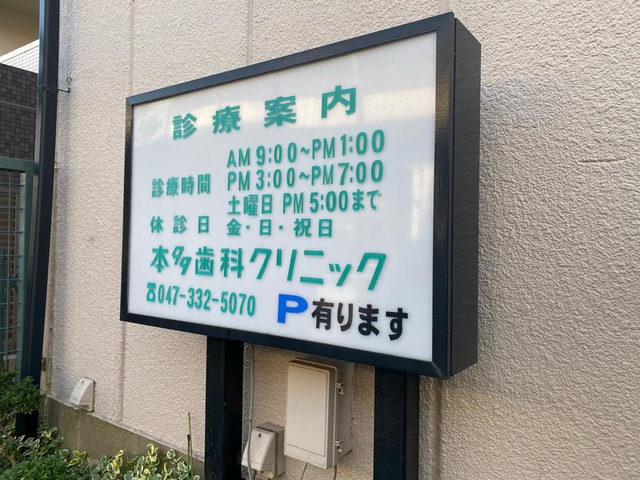 診療案内
AM 9:00～PM 1:00
診療時間 PM 3:00～PM 7:00
土曜日 PM 5:00まで
休診日 金・日・祝日
本多歯科クリニック
☎047-332-5070 P有ります